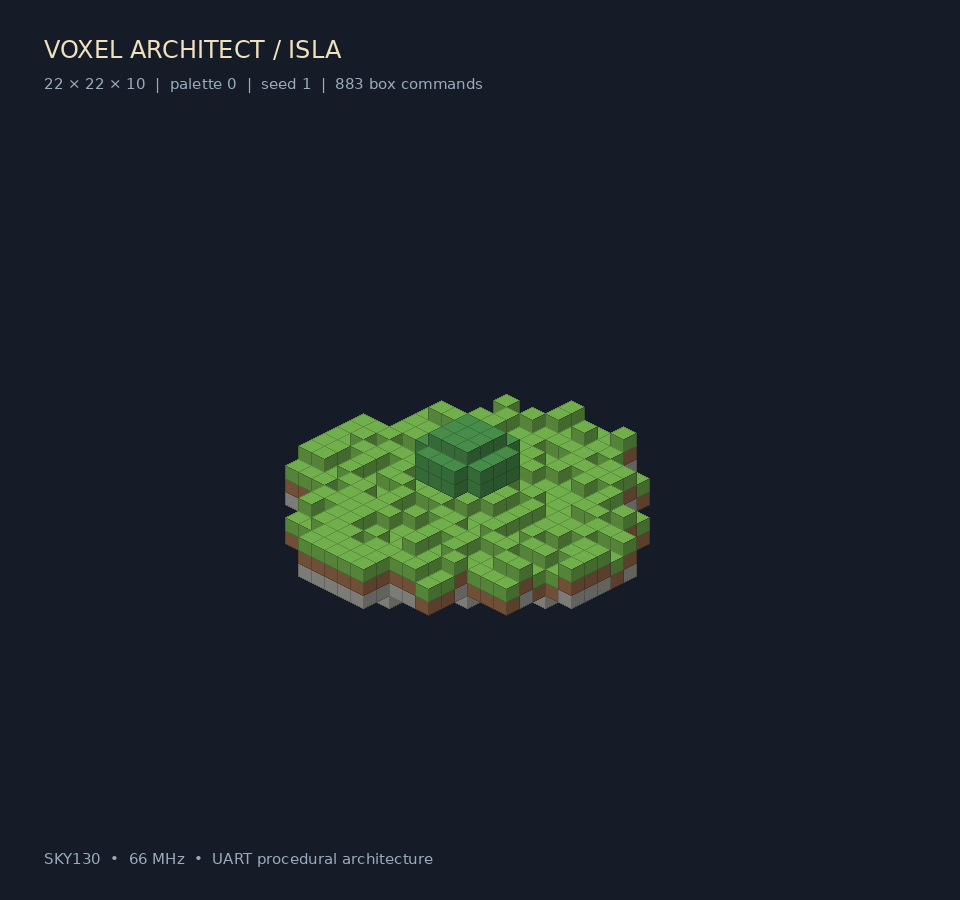 VOXEL ARCHITECT / ISLA
22 × 22 × 10 | palette 0 | seed 1 | 883 box commands
SKY130 • 66 MHz • UART procedural architecture